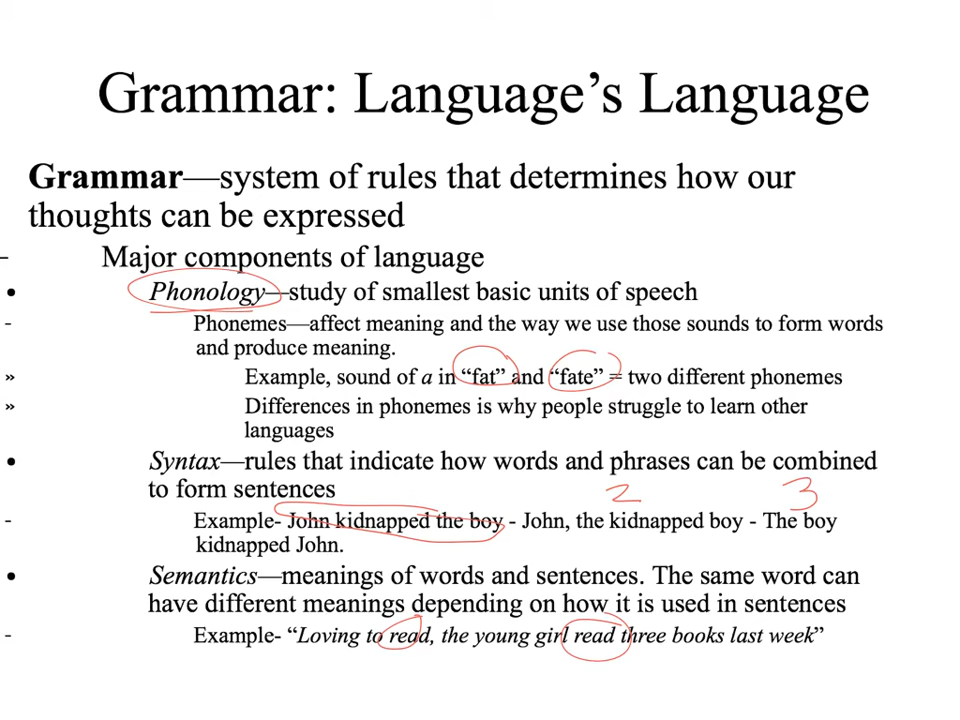 Grammar: Language’s Language
Grammar—system of rules that determines how our
thoughts can be expressed
– Major components of language
• Phonology—study of smallest basic units of speech
- Phonemes—affect meaning and the way we use those sounds to form words
and produce meaning.
» Example, sound of a in “fat” and “fate” = two different phonemes
» Differences in phonemes is why people struggle to learn other
languages
• Syntax—rules that indicate how words and phrases can be combined
to form sentences
2 3
- Example- John kidnapped the boy - John, the kidnapped boy - The boy
kidnapped John.
• Semantics—meanings of words and sentences. The same word can
have different meanings depending on how it is used in sentences
- Example- “Loving to read, the young girl read three books last week”